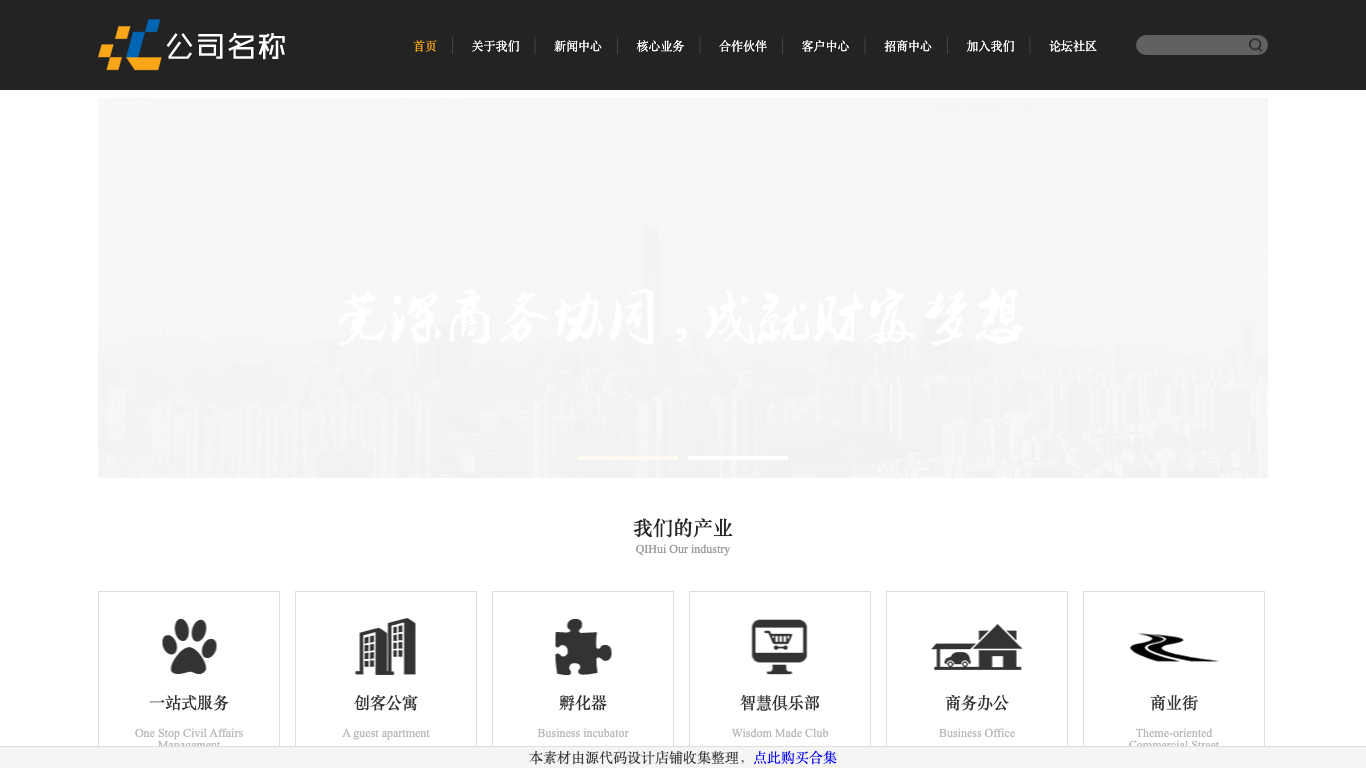 公司名称
首页 关于我们 新闻中心 核心业务 合作伙伴 客户中心 招商中心 加入我们 论坛社区
莞深商务协同,成就财富梦想
我们的产业
QIHui Our industry
一站式服务 创客公寓 孵化器 智慧俱乐部 商务办公 商业街
One Stop Civil Affairs A guest apartment Business incubator Wisdom Made Club Business Office Theme-oriented
Management Commercial Street
本素材由源代码设计店铺收集整理,点此购买合集